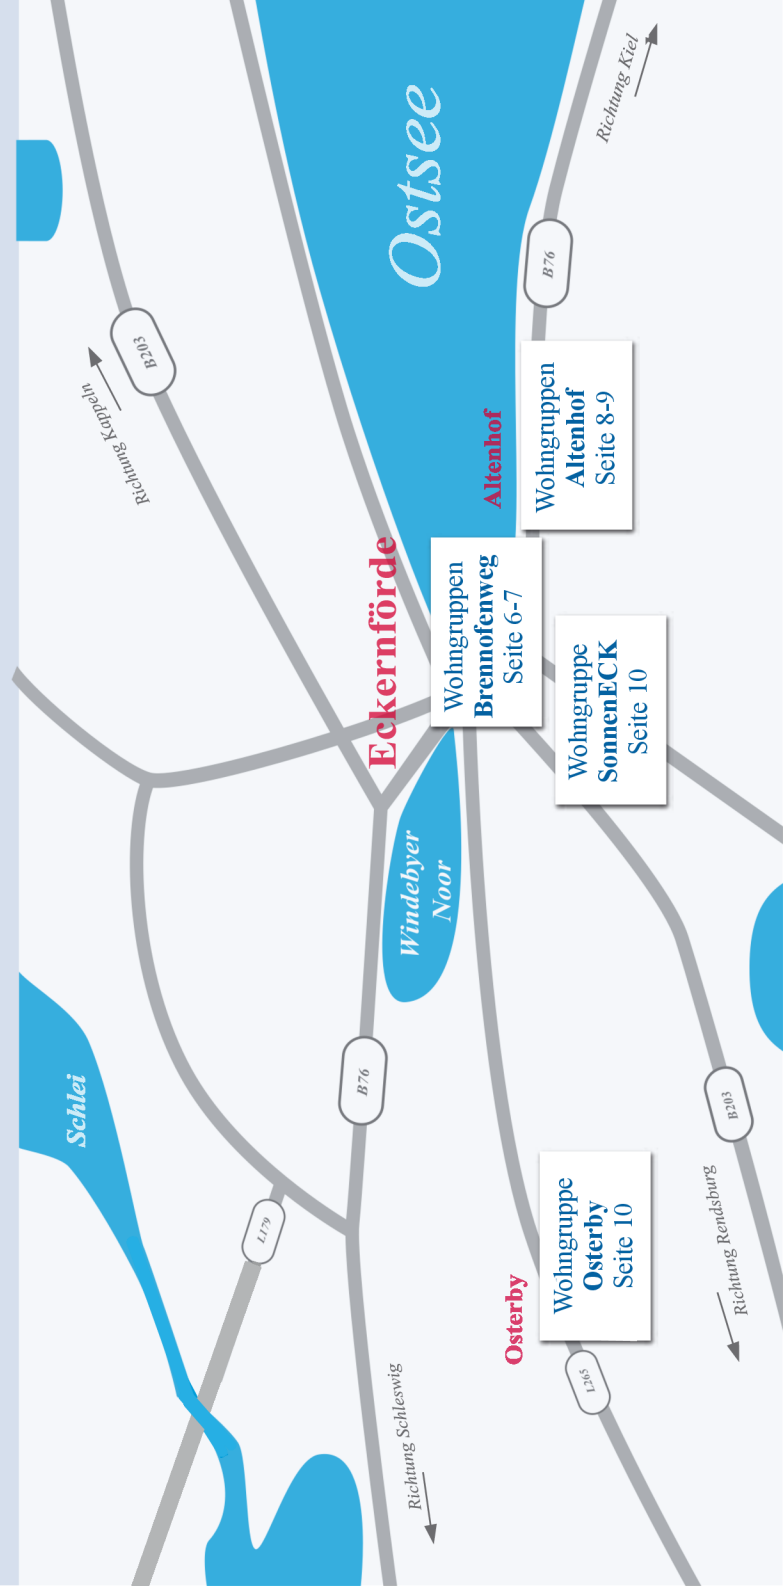 Schlei
L179
Richtung Schleswig
B76
Windebyer
Noor
Richtung Kappeln
B203
Eckernförde
Ostsee
Osterby
Wohngruppe
Osterby
Seite 10
L265
Wohngruppen
Brennofenweg
Seite 6-7
Altenhof
Wohngruppen
Altenhof
Seite 8-9
B76
Richtung Kiel
Wohngruppe
SonnenECK
Seite 10
B203
Richtung Rendsburg